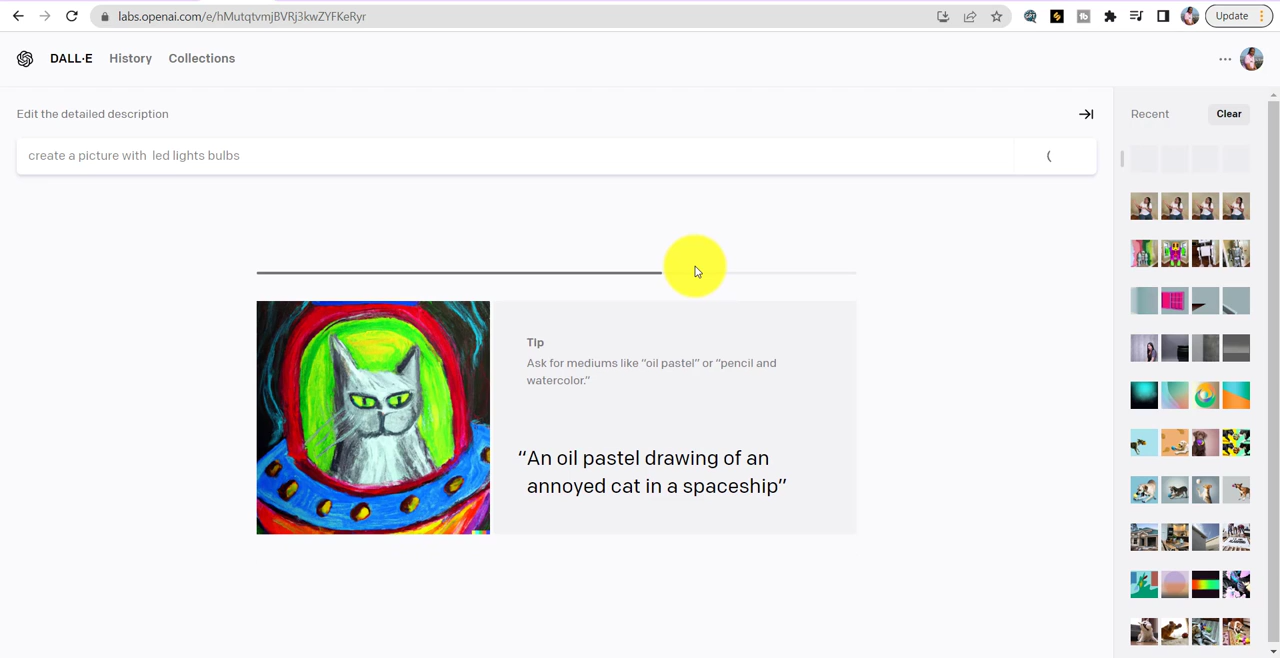 labs.openai.com/e/hMutqtvmjBVRj3kwZYFKeRyr
Update
DALL·E
History
Collections
Edit the detailed description
Recent
Clear
create a picture with led lights bulbs
Tip
Ask for mediums like “oil pastel” or “pencil and
watercolor.”
“An oil pastel drawing of an
annoyed cat in a spaceship”